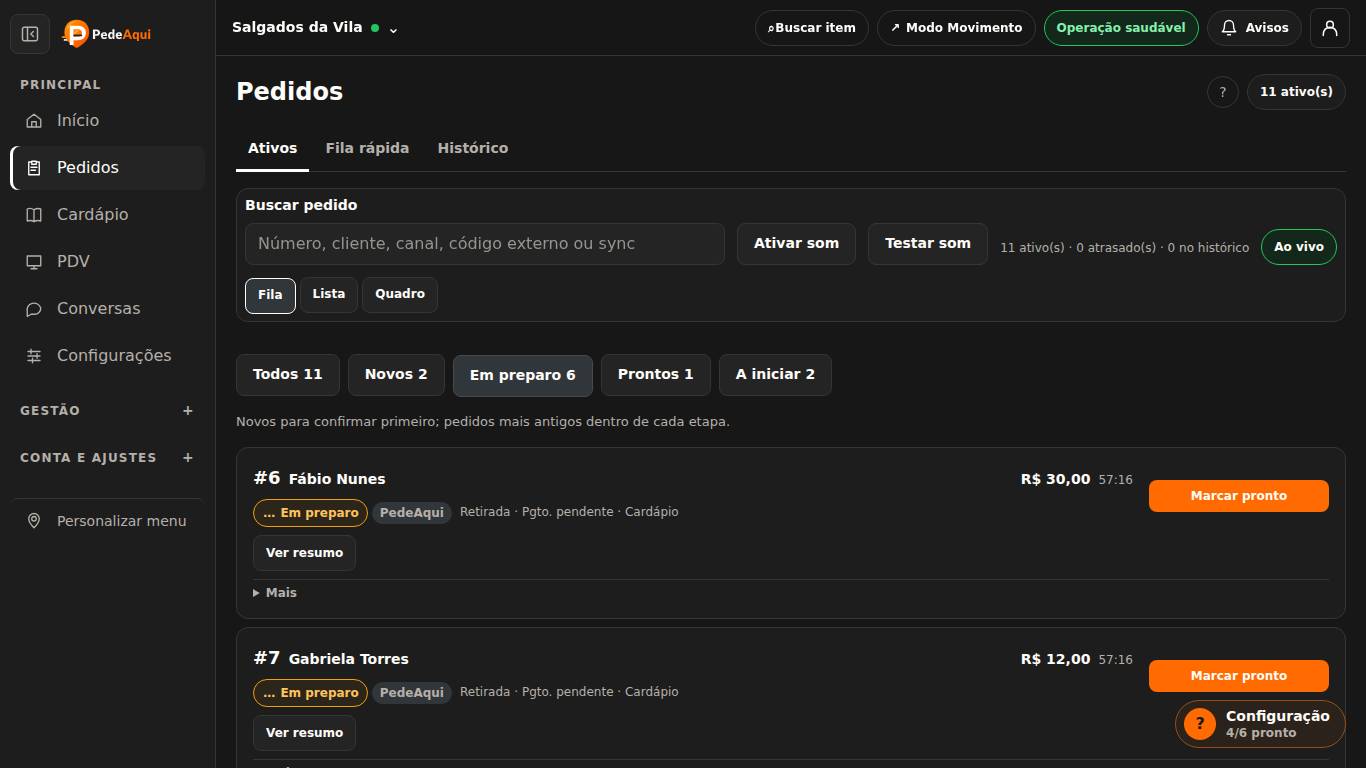 PedeAqui
PRINCIPAL
Início
Pedidos
Cardápio
PDV
Conversas
Configurações
GESTÃO +
CONTA E AJUSTES +
Personalizar menu
Salgados da Vila
Buscar item
Modo Movimento
Operação saudável
Avisos
Pedidos
?
11 ativo(s)
Ativos
Fila rápida
Histórico
Buscar pedido
Número, cliente, canal, código externo ou sync
Ativar som
Testar som
11 ativo(s) · 0 atrasado(s) · 0 no histórico
Ao vivo
Fila
Lista
Quadro
Todos 11
Novos 2
Em preparo 6
Prontos 1
A iniciar 2
Novos para confirmar primeiro; pedidos mais antigos dentro de cada etapa.
#6 Fábio Nunes
R$ 30,00 57:16
Marcar pronto
... Em preparo
PedeAqui
Retirada · Pgto. pendente · Cardápio
Ver resumo
Mais
#7 Gabriela Torres
R$ 12,00 57:16
Marcar pronto
... Em preparo
PedeAqui
Retirada · Pgto. pendente · Cardápio
Ver resumo
?
Configuração
4/6 pronto